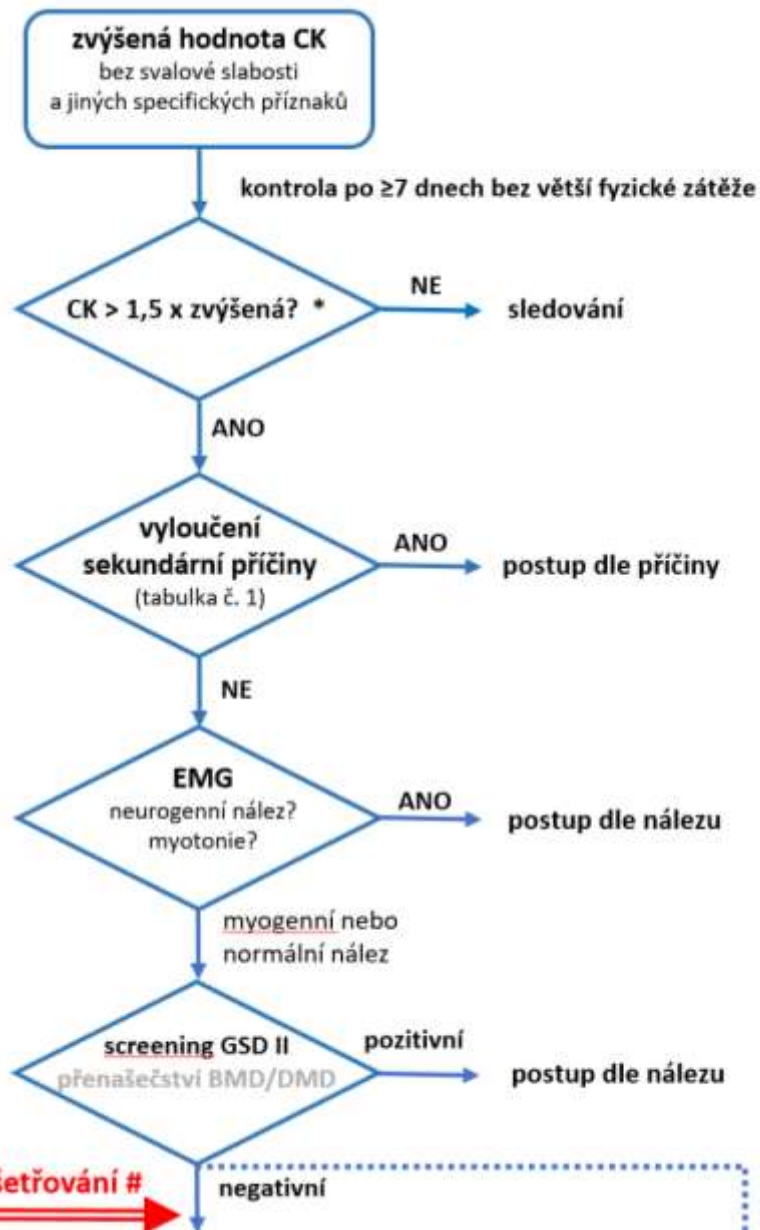 zvýšená hodnota CK
bez svalové slabosti
a jiných specifických příznaků
kontrola po ≥7 dnech bez větší fyzické zátěže
CK > 1,5 x zvýšená? *
NE
sledování
ANO
vyloučení
sekundární příčiny
(tabulka č. 1)
ANO
postup dle příčiny
NE
EMG
neurogenní nález?
myotonie?
ANO
postup dle nálezu
myogenní nebo
normální nález
screening GSD II
přenašečství BMD/DMD
pozitivní
postup dle nálezu
šetřování #
negativní